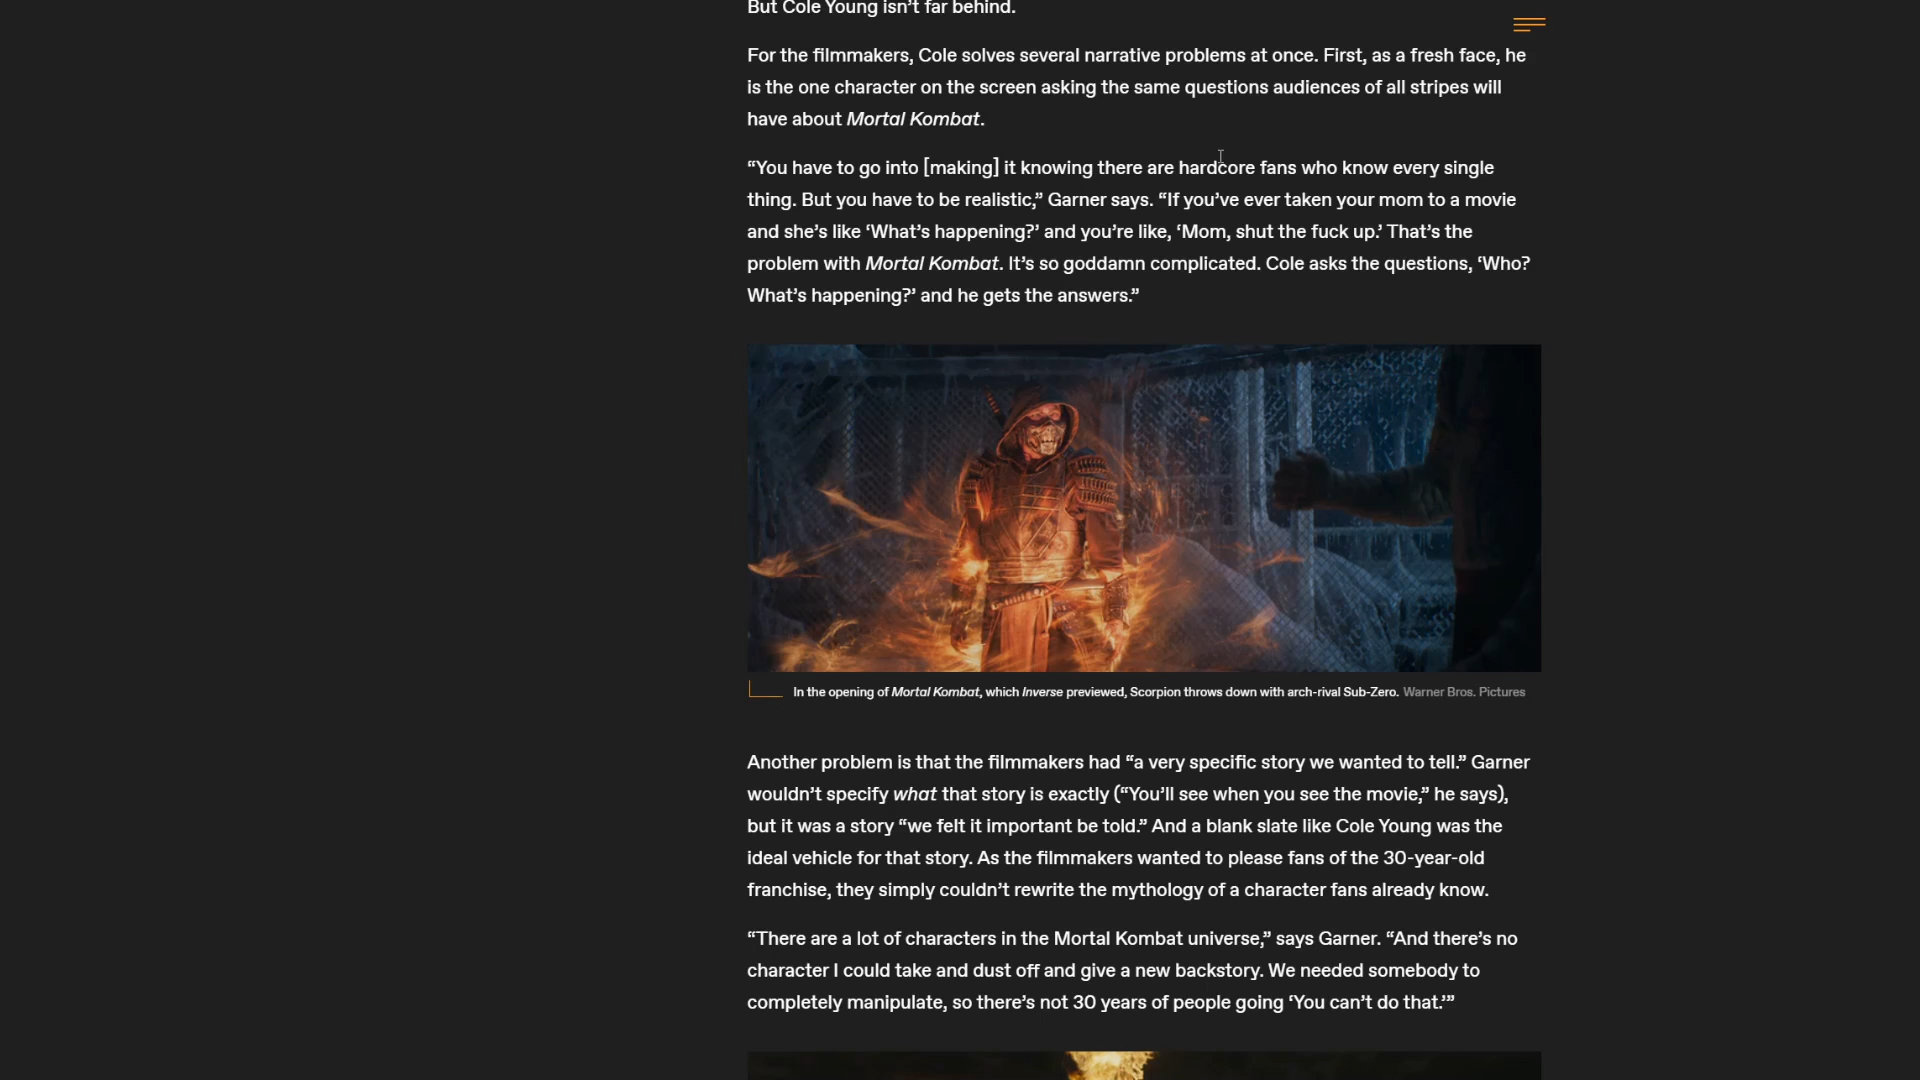 But Cole Young isn’t far behind.
For the filmmakers, Cole solves several narrative problems at once. First, as a fresh face, he
is the one character on the screen asking the same questions audiences of all stripes will
have about Mortal Kombat.
“You have to go into [making] it knowing there are hardcore fans who know every single
thing. But you have to be realistic,” Garner says. “If you’ve ever taken your mom to a movie
and she’s like ‘What’s happening?’ and you’re like, ‘Mom, shut the fuck up.’ That’s the
problem with Mortal Kombat. It’s so goddamn complicated. Cole asks the questions, ‘Who?
What’s happening?’ and he gets the answers.”
In the opening of Mortal Kombat, which Inverse previewed, Scorpion throws down with arch-rival Sub-Zero. Warner Bros. Pictures
Another problem is that the filmmakers had “a very specific story we wanted to tell.” Garner
wouldn’t specify what that story is exactly (“You’ll see when you see the movie,” he says),
but it was a story “we felt it important be told.” And a blank slate like Cole Young was the
ideal vehicle for that story. As the filmmakers wanted to please fans of the 30-year-old
franchise, they simply couldn’t rewrite the mythology of a character fans already know.
“There are a lot of characters in the Mortal Kombat universe,” says Garner. “And there’s no
character I could take and dust off and give a new backstory. We needed somebody to
completely manipulate, so there’s not 30 years of people going ‘You can’t do that.’”